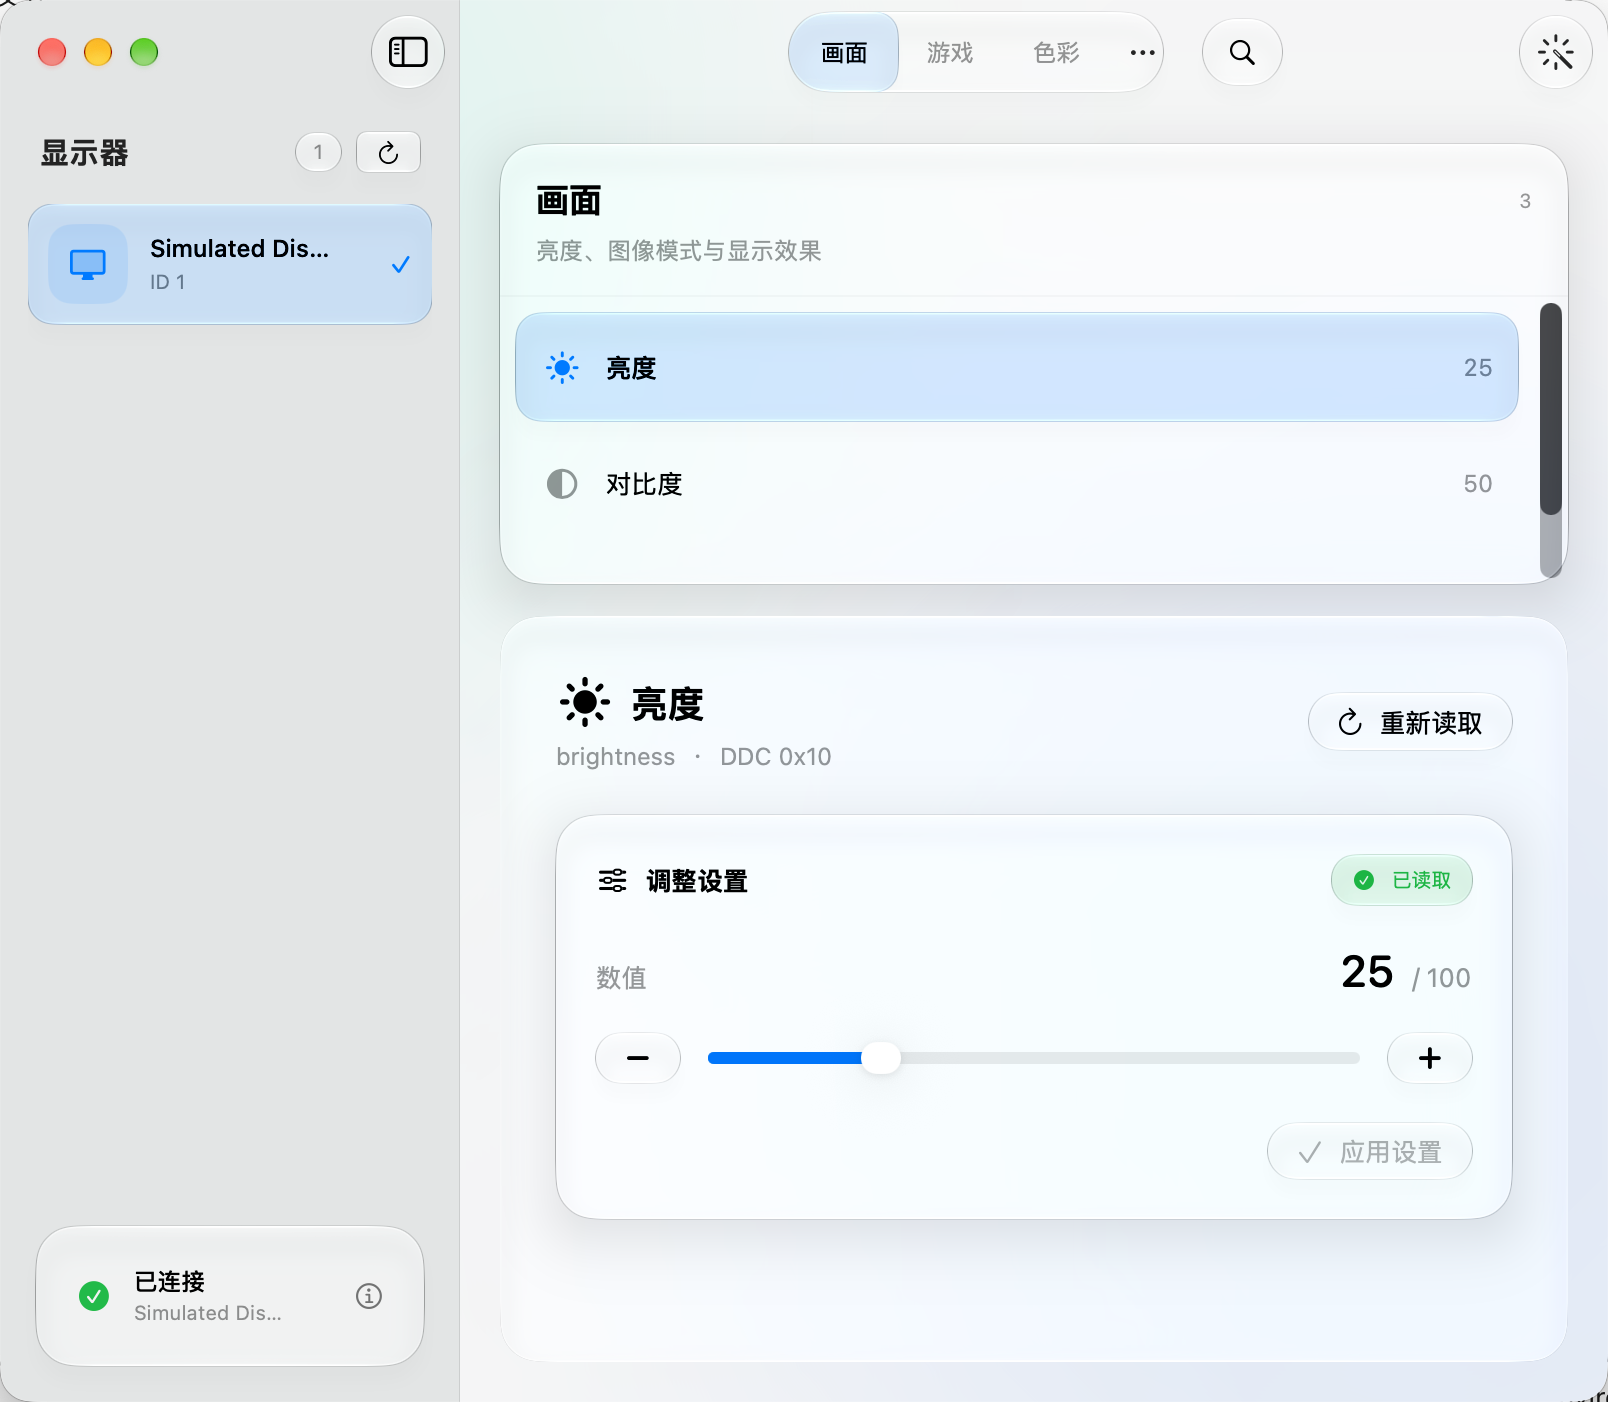 画面
游戏
色彩
显示器
1
Simulated Dis...
ID 1
画面
3
亮度、图像模式与显示效果
亮度
25
对比度
50
亮度
brightness · DDC 0x10
重新读取
调整设置
已读取
数值
25 / 100
应用设置
已连接
Simulated Dis...